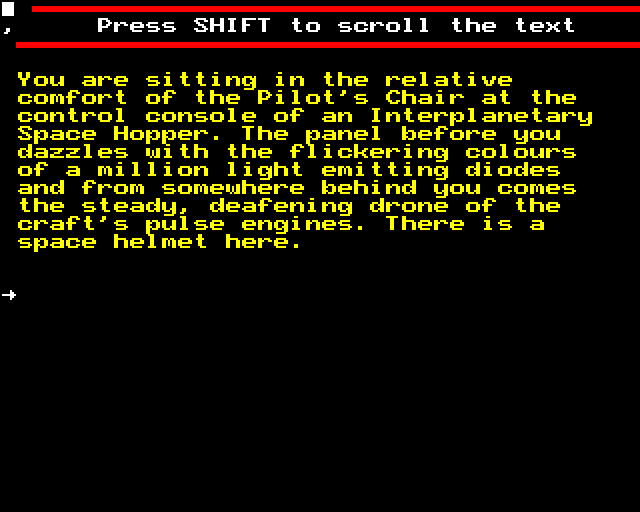 Press SHIFT to scroll the text
,
You are sitting in the relative
comfort of the Pilot's Chair at the
control console of an Interplanetary
Space Hopper. The panel before you
dazzles with the flickering colours
of a million light emitting diodes
and from somewhere behind you comes
the steady, deafening drone of the
craft's pulse engines. There is a
space helmet here.
→